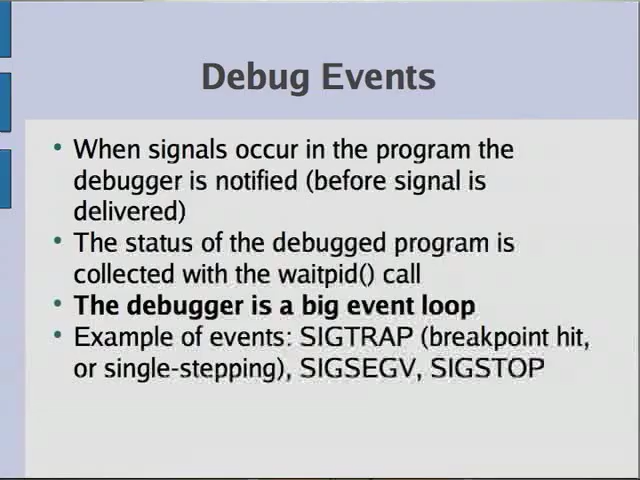 Debug Events
• When signals occur in the program the
debugger is notified (before signal is
delivered)
• The status of the debugged program is
collected with the waitpid() call
• The debugger is a big event loop
• Example of events: SIGTRAP (breakpoint hit,
or single-stepping), SIGSEGV, SIGSTOP